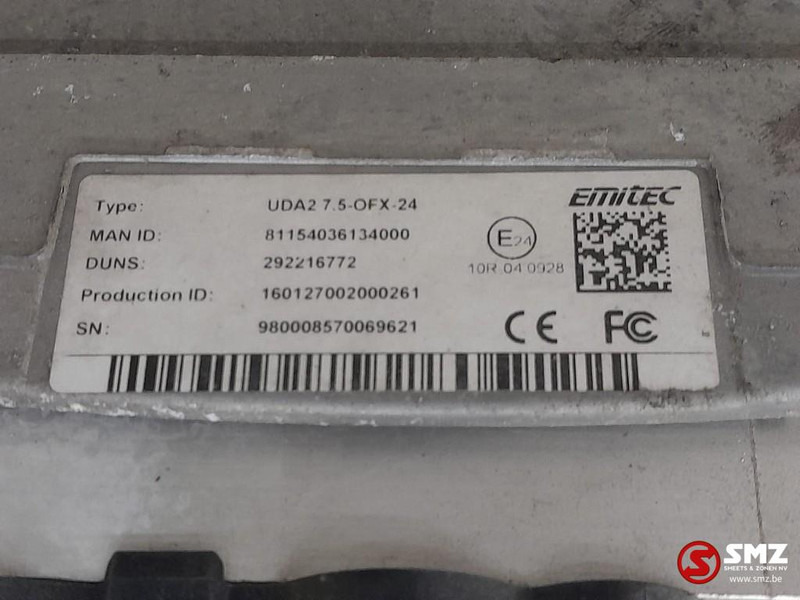 EMITEC
Type: UDA2 7.5-OFX-24
MAN ID: 81154036134000
DUNS: 292216772
E24
10R-04 0928
Production ID: 160127002000261
SN: 980008570069621
CE FC
SMZ
SHEETS & ZONEN NV
www.smz.be